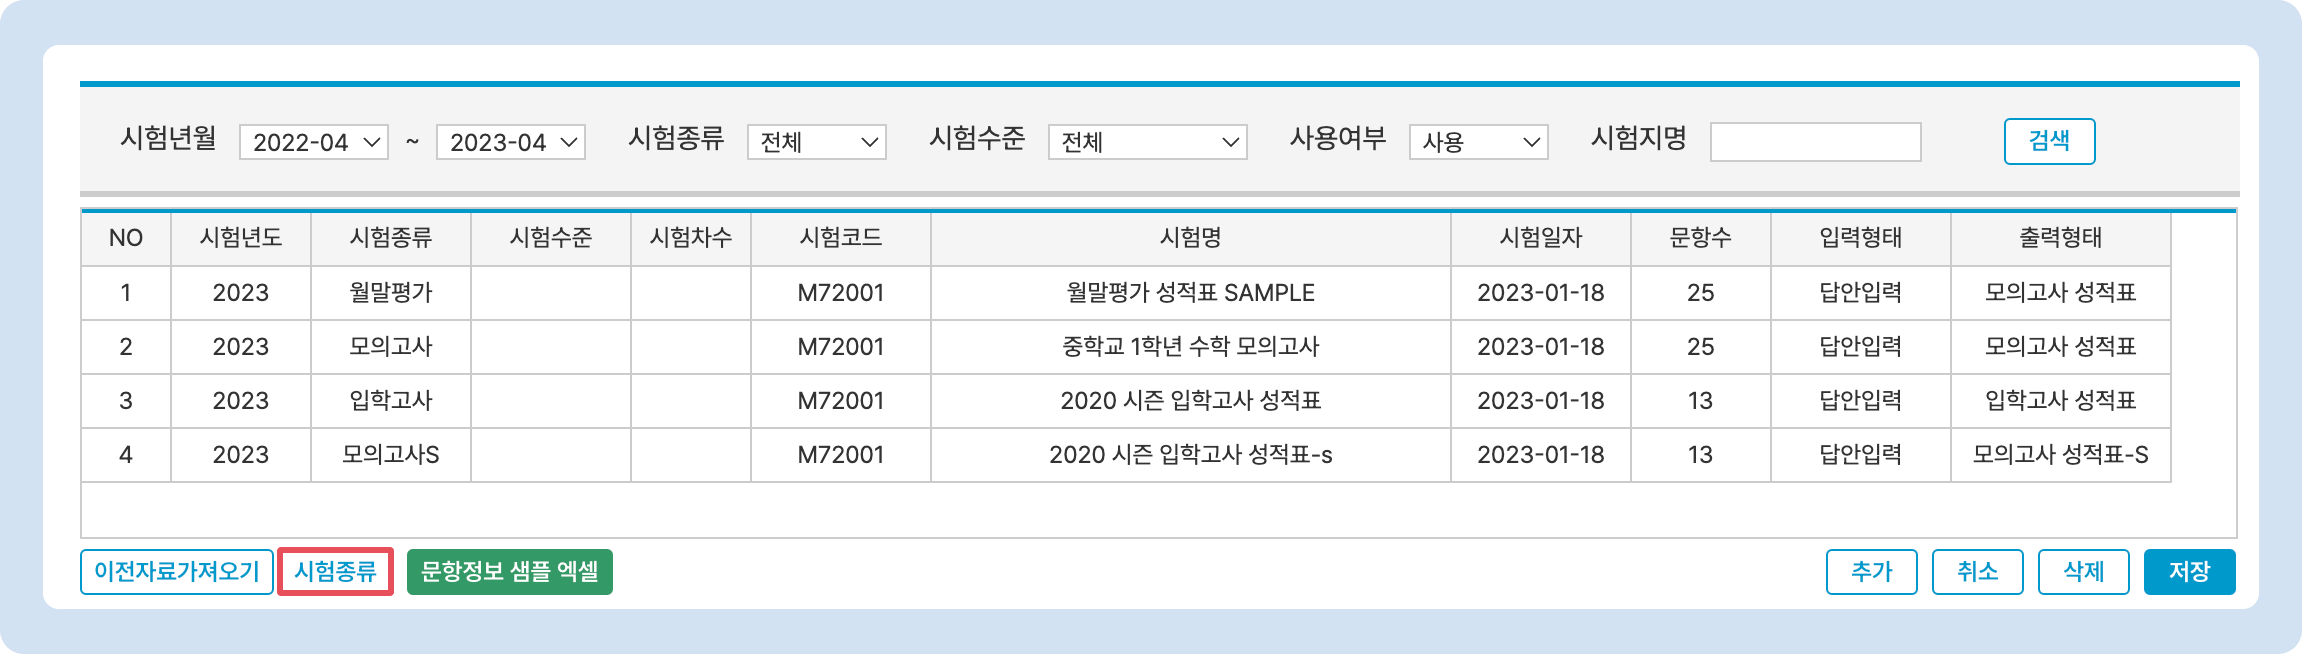 시험년월 2022-04 ~ 2023-04 시험종류 전체 시험수준 전체 사용여부 사용 시험지명 검색
NO 시험년도 시험종류 시험수준 시험차수 시험코드 시험명 시험일자 문항수 입력형태 출력형태
1 2023 월말평가 M72001 월말평가 성적표 SAMPLE 2023-01-18 25 답안입력 모의고사 성적표
2 2023 모의고사 M72001 중학교 1학년 수학 모의고사 2023-01-18 25 답안입력 모의고사 성적표
3 2023 입학고사 M72001 2020 시즌 입학고사 성적표 2023-01-18 13 답안입력 입학고사 성적표
4 2023 모의고사S M72001 2020 시즌 입학고사 성적표-s 2023-01-18 13 답안입력 모의고사 성적표-S
이전자료가져오기 시험종류 문항정보 샘플 엑셀 추가 취소 삭제 저장